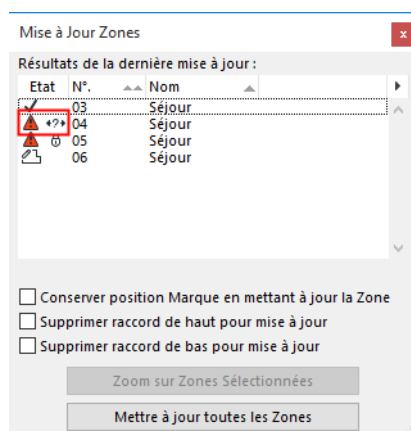 Mise à Jour Zones
Résultats de la dernière mise à jour :
Etat N°. Nom
03 Séjour
04 Séjour
05 Séjour
06 Séjour
Conserver position Marque en mettant à jour la Zone
Supprimer raccord de haut pour mise à jour
Supprimer raccord de bas pour mise à jour
Zoom sur Zones Sélectionnées
Mettre à jour toutes les Zones